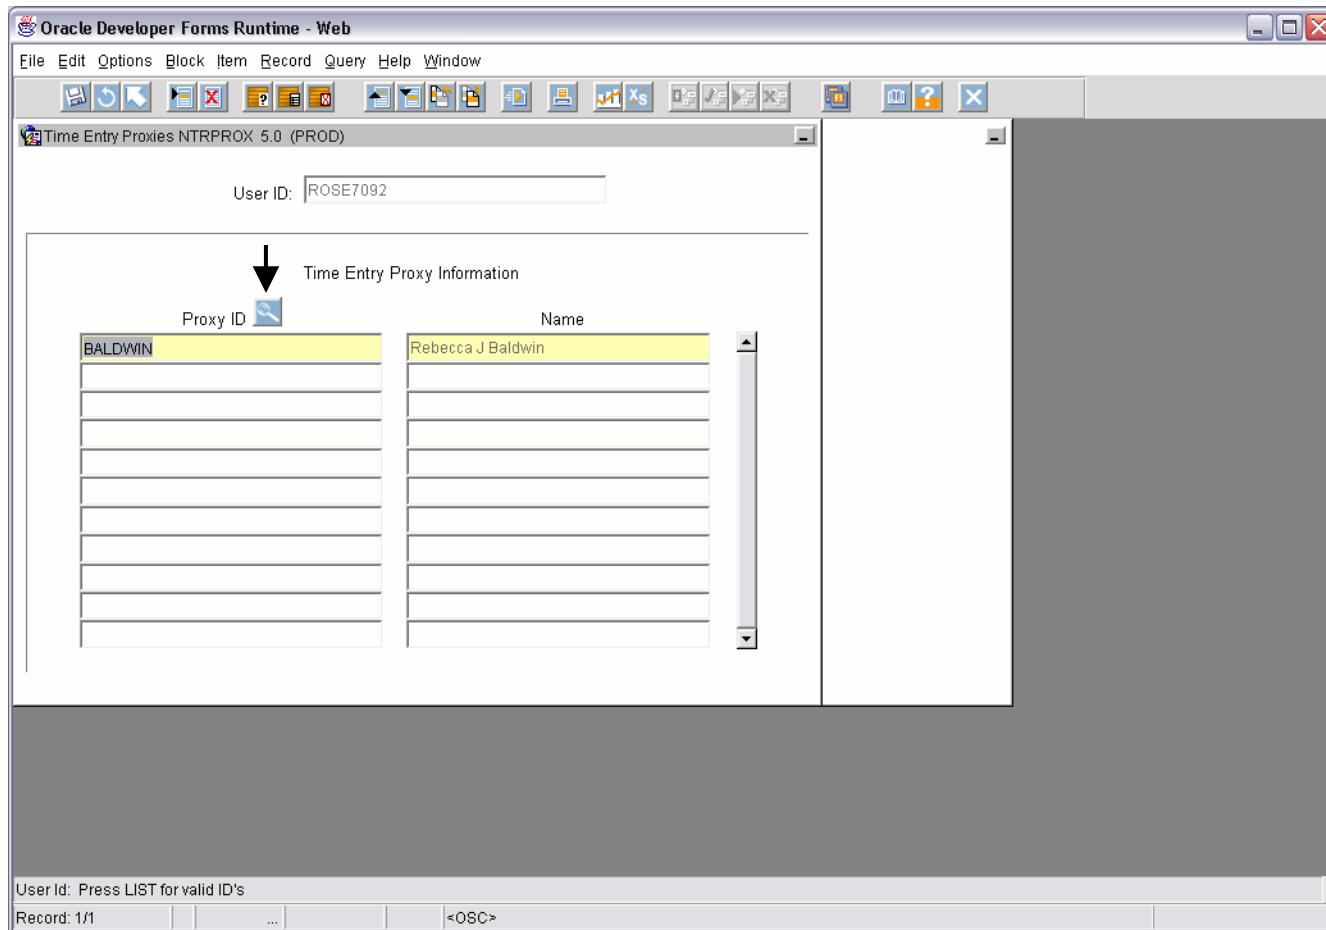 Oracle Developer Forms Runtime - Web
File Edit Options Block Item Record Query Help Window
Time Entry Proxies NTRPROX 5.0 (PROD)
User ID: ROSE7092
Time Entry Proxy Information
Proxy ID Name
BALDWIN Rebecca J Baldwin
User Id: Press LIST for valid ID's
Record: 1/1 ... <OSC>